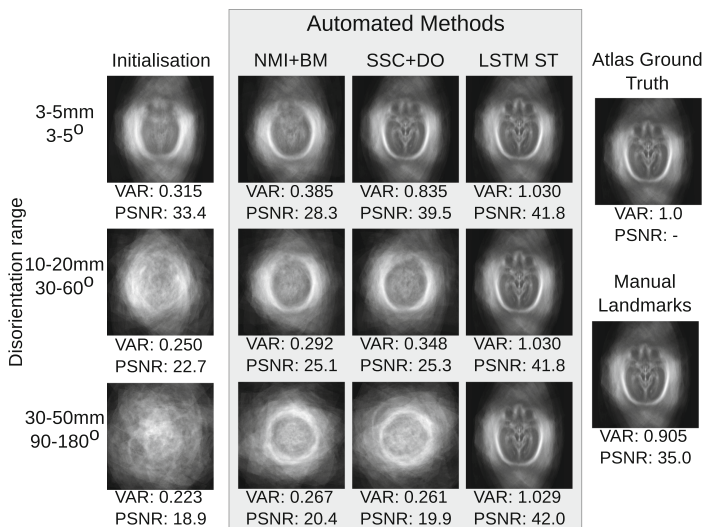 Automated Methods
Initialisation
NMI+BM
SSC+DO
LSTM ST
Atlas Ground
Truth
Disorientation range
3-5mm
3-5º
VAR: 0.315
PSNR: 33.4
VAR: 0.385
PSNR: 28.3
VAR: 0.835
PSNR: 39.5
VAR: 1.030
PSNR: 41.8
VAR: 1.0
PSNR: -
10-20mm
30-60º
VAR: 0.250
PSNR: 22.7
VAR: 0.292
PSNR: 25.1
VAR: 0.348
PSNR: 25.3
VAR: 1.030
PSNR: 41.8
Manual
Landmarks
VAR: 0.905
PSNR: 35.0
30-50mm
90-180º
VAR: 0.223
PSNR: 18.9
VAR: 0.267
PSNR: 20.4
VAR: 0.261
PSNR: 19.9
VAR: 1.029
PSNR: 42.0